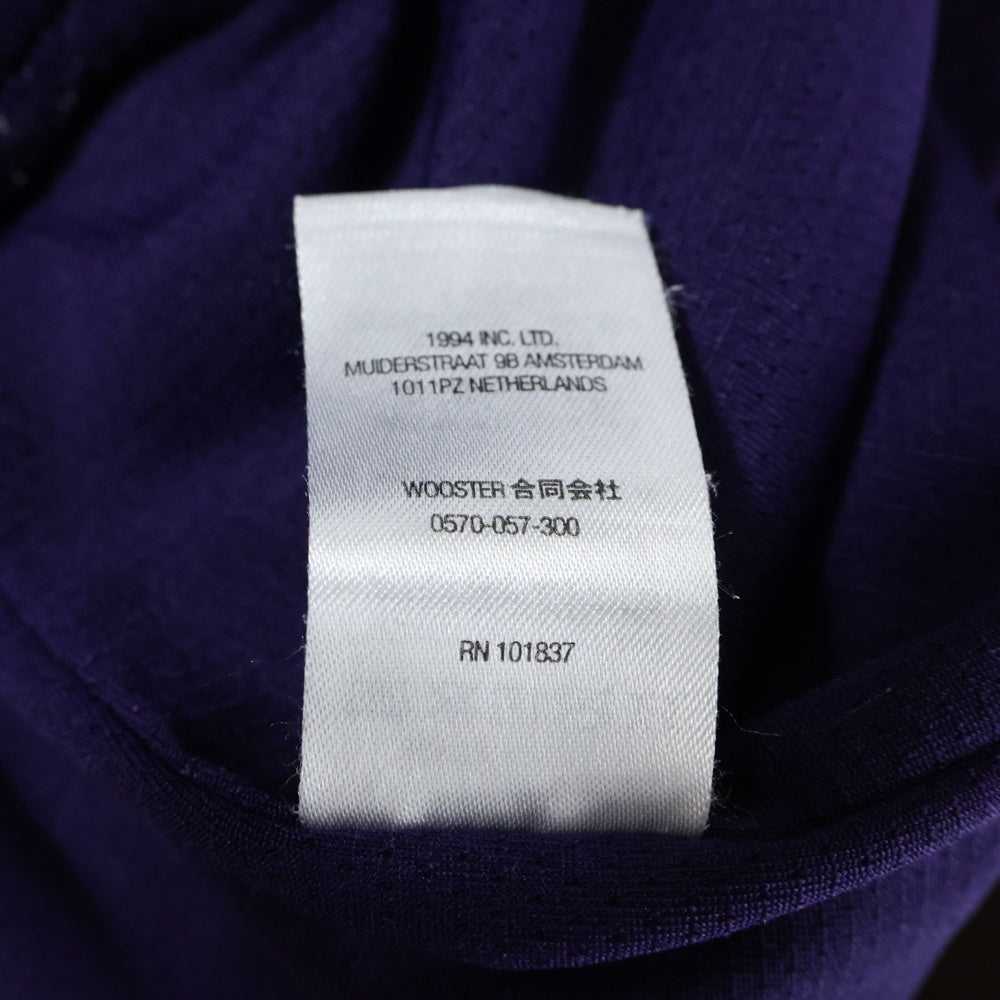 1994 INC. LTD.
MUIDERSTRAAT 9B AMSTERDAM
1011PZ NETHERLANDS
WOOSTER 合同会社
0570-057-300
RN 101837